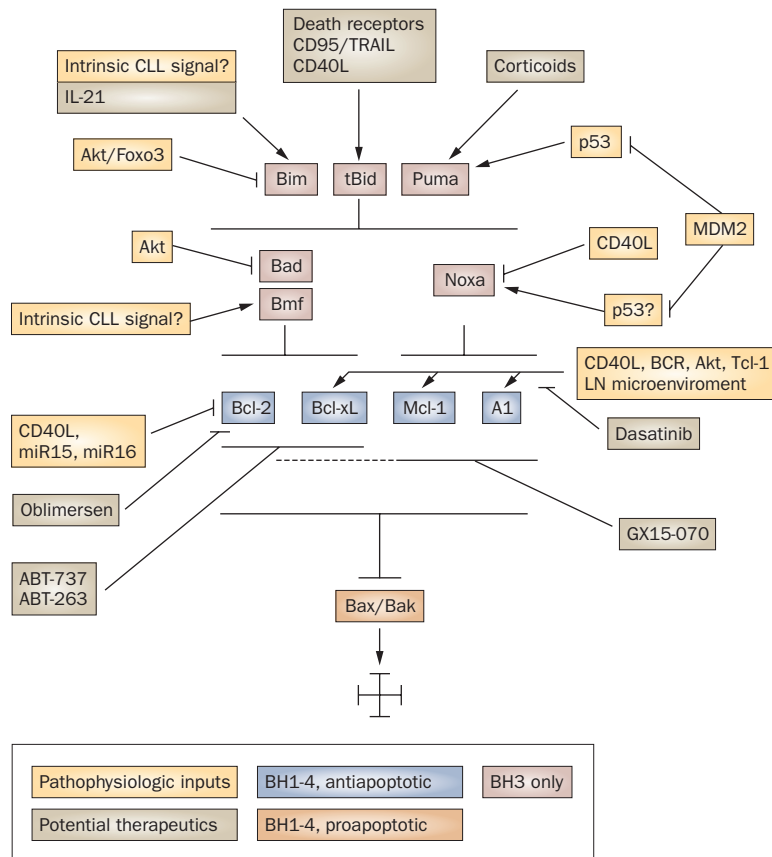 Death receptors
CD95/TRAIL
CD40L
Intrinsic CLL signal?
IL-21
Corticoids
Akt/Foxo3
p53
Bim
tBid
Puma
MDM2
Akt
CD40L
Bad
Noxa
Bmf
p53?
Intrinsic CLL signal?
CD40L, BCR, Akt, Tcl-1
LN microenviroment
Bcl-2
Bcl-xL
Mcl-1
A1
CD40L,
miR15, miR16
Dasatinib
Oblimersen
GX15-070
ABT-737
ABT-263
Bax/Bak
Pathophysiologic inputs
BH1-4, antiapoptotic
BH3 only
Potential therapeutics
BH1-4, proapoptotic